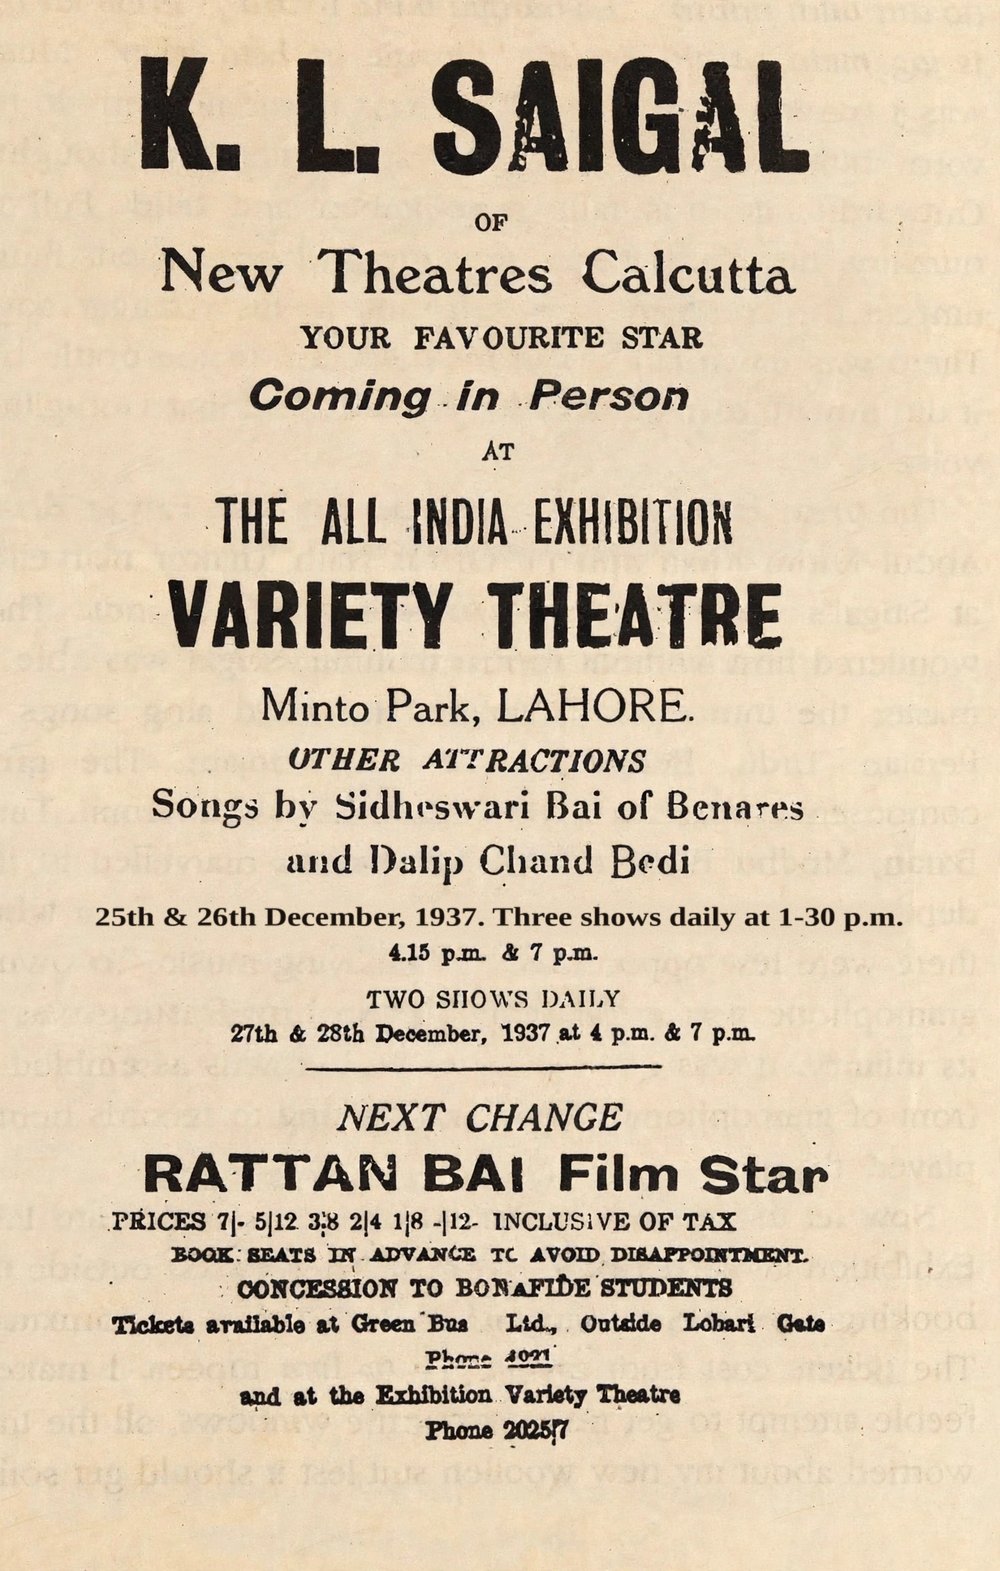 K. L. SAIGAL
OF
New Theatres Calcutta
YOUR FAVOURITE STAR
Coming in Person
AT
THE ALL INDIA EXHIBITION
VARIETY THEATRE
Minto Park, LAHORE.
OTHER ATTRACTIONS
Songs by Sidheswari Bai of Benares
and Dalip Chand Bedi
25th & 26th December, 1937. Three shows daily at 1-30 p.m.
4.15 p.m. & 7 p.m.
TWO SHOWS DAILY
27th & 28th December, 1937 at 4 p.m. & 7 p.m.
NEXT CHANGE
RATTAN BAI Film Star
PRICES 7|- 5|12 3|8 2|4 1|8 -|12- INCLUSIVE OF TAX
BOOK SEATS IN ADVANCE TO AVOID DISAPPOINTMENT.
CONCESSION TO BONAFIDE STUDENTS
Tickets available at Green Bus Ltd., Outside Lohari Gate
Phone
and at the Exhibition Variety Theatre
Phone 2025|7